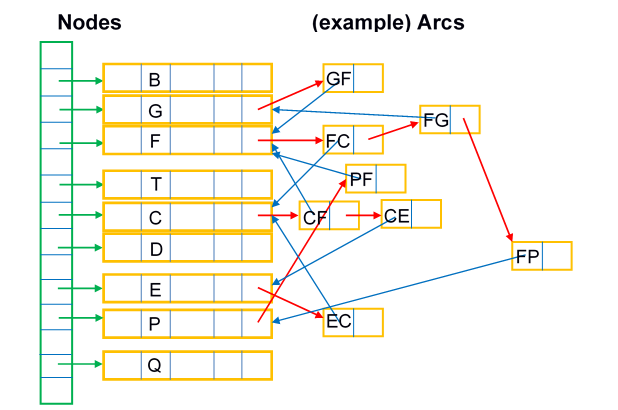 Nodes (example) Arcs
B GF
G FG
F FC
T PF
C CF CE
D FP
E
P EC
Q